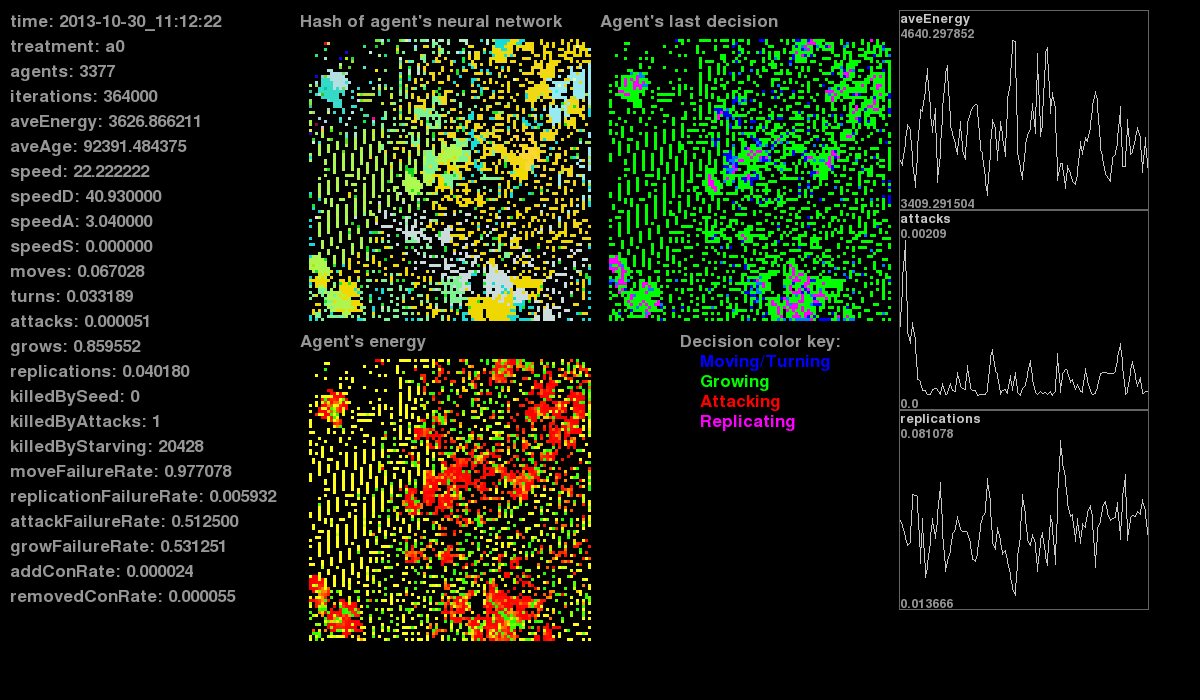 time: 2013-10-30_11:12:22
treatment: a0
agents: 3377
iterations: 364000
aveEnergy: 3626.866211
aveAge: 92391.484375
speed: 22.222222
speedD: 40.930000
speedA: 3.040000
speedS: 0.000000
moves: 0.067028
turns: 0.033189
attacks: 0.000051
grows: 0.859552
replications: 0.040180
killedBySeed: 0
killedByAttacks: 1
killedByStarving: 20428
moveFailureRate: 0.977078
replicationFailureRate: 0.005932
attackFailureRate: 0.512500
growFailureRate: 0.531251
addConRate: 0.000024
removedConRate: 0.000055
Hash of agent's neural network
Agent's last decision
Agent's energy
Decision color key:
Moving/Turning
Growing
Attacking
Replicating
aveEnergy
4640.297852
3409.291504
attacks
0.00209
0.0
replications
0.081078
0.013666